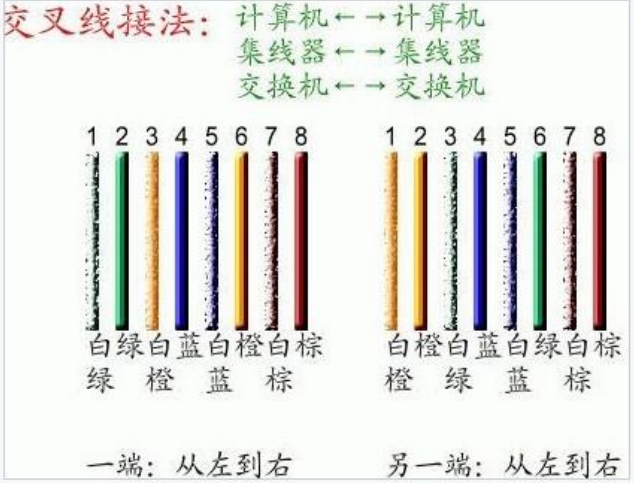 交叉线接法: 计算机←→计算机
集线器←→集线器
交换机←→交换机
1 2 3 4 5 6 7 8 1 2 3 4 5 6 7 8
白绿白蓝白橙白棕 白橙白蓝白绿白棕
绿 橙 蓝 棕 橙 绿 蓝 棕
一端: 从左到右 另一端: 从左到右